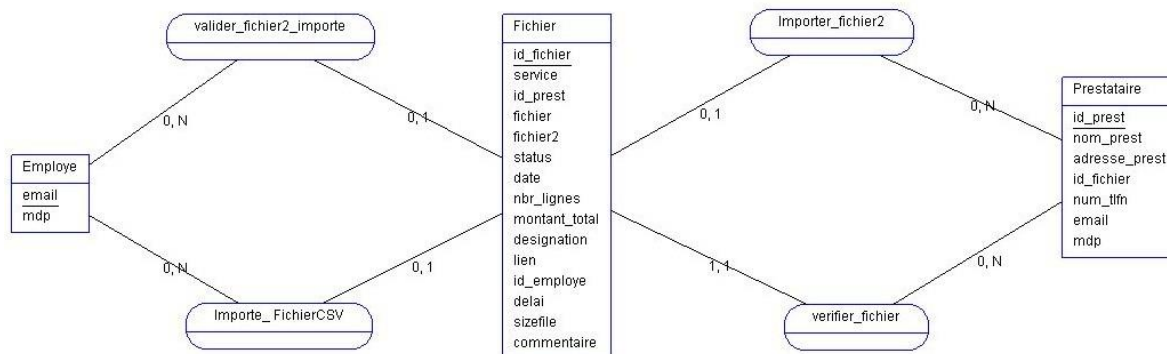 valider_fichier2_importe
Fichier
id_fichier
service
id_prest
fichier
fichier2
status
date
nbr_lignes
montant_total
designation
lien
id_employe
delai
sizefile
commentaire
Importer_fichier2
Prestataire
id_prest
nom_prest
adresse_prest
id_fichier
num_tlfn
email
mdp
Employe
email
mdp
0, N
0, 1
0, 1
0, N
0, N
0, 1
1, 1
0, N
Importe_ FichierCSV
verifier_fichier